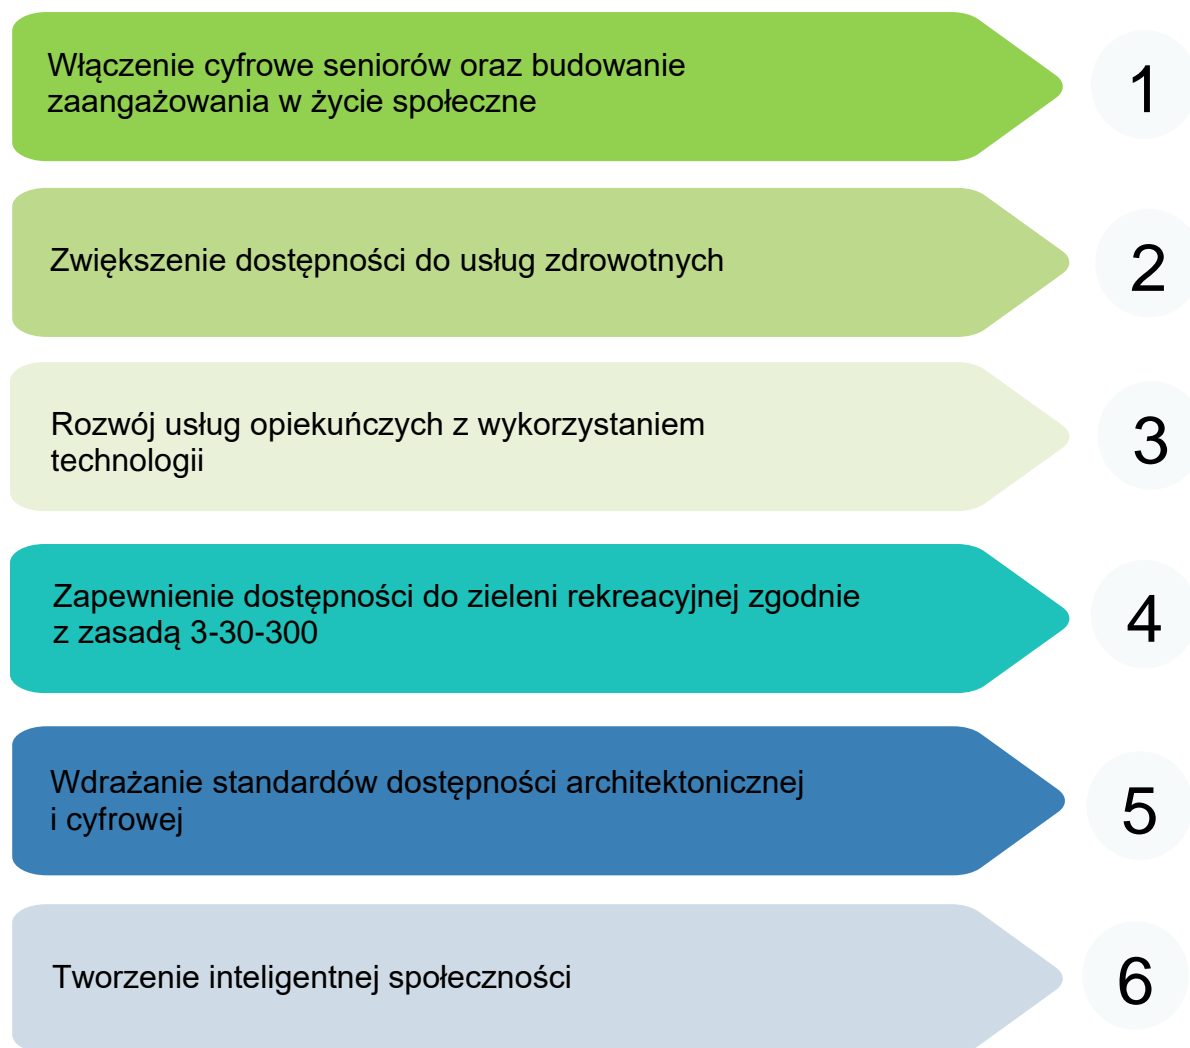 Włączenie cyfrowe seniorów oraz budowanie
zaangażowania w życie społeczne
1
Zwiększenie dostępności do usług zdrowotnych
2
Rozwój usług opiekuńczych z wykorzystaniem
technologii
3
Zapewnienie dostępności do zieleni rekreacyjnej zgodnie
z zasadą 3-30-300
4
Wdrażanie standardów dostępności architektonicznej
i cyfrowej
5
Tworzenie inteligentnej społeczności
6